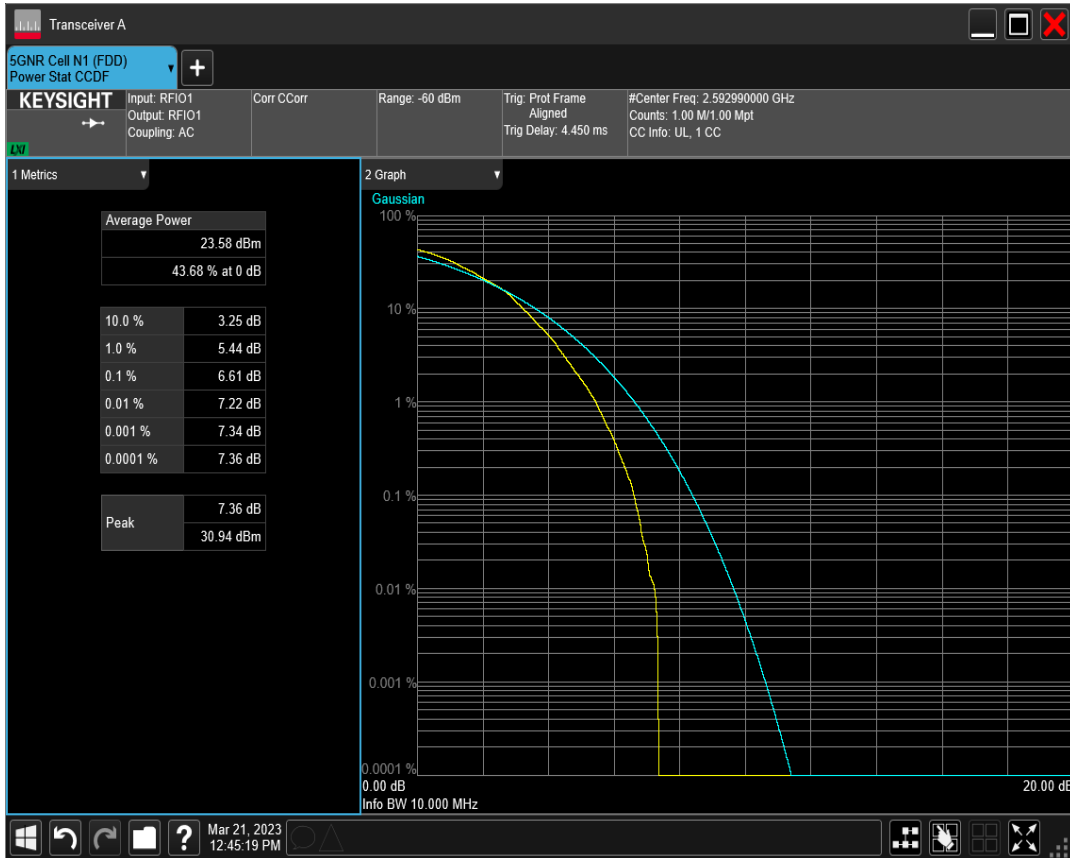 Transceiver A
5GNR Cell N1 (FDD)
Power Stat CCDF
+
KEYSIGHT
LXI
Input: RFIO1
Output: RFIO1
Coupling: AC
Corr CCorr
Range: -60 dBm
Trig: Prot Frame
Aligned
Trig Delay: 4.450 ms
#Center Freq: 2.592990000 GHz
Counts: 1.00 M/1.00 Mpt
CC Info: UL, 1 CC
1 Metrics
Average Power
23.58 dBm
43.68 % at 0 dB
10.0 % 3.25 dB
1.0 % 5.44 dB
0.1 % 6.61 dB
0.01 % 7.22 dB
0.001 % 7.34 dB
0.0001 % 7.36 dB
Peak 7.36 dB
30.94 dBm
2 Graph
Gaussian
100 %
10 %
1 %
0.1 %
0.01 %
0.001 %
0.0001 %
0.00 dB 20.00 dB
Info BW 10.000 MHz
?
Mar 21, 2023
12:45:19 PM